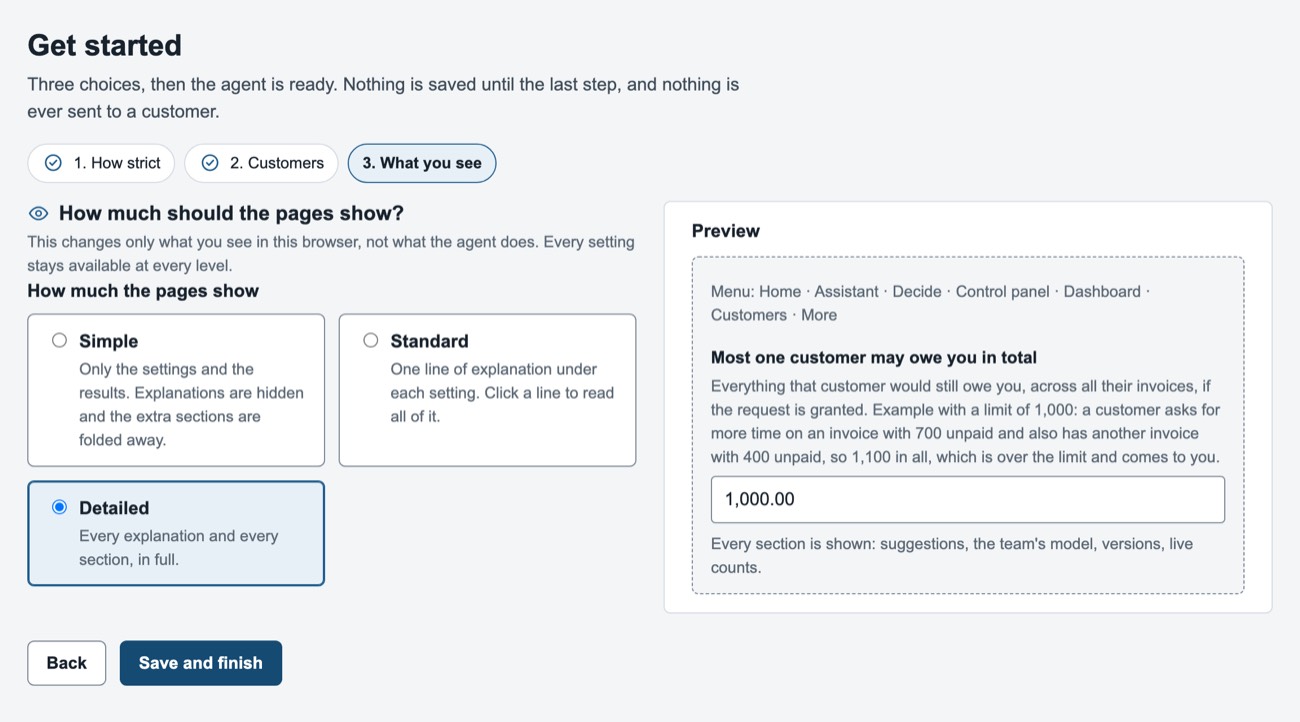 Get started
Three choices, then the agent is ready. Nothing is saved until the last step, and nothing is
ever sent to a customer.
1. How strict
2. Customers
3. What you see
How much should the pages show?
This changes only what you see in this browser, not what the agent does. Every setting
stays available at every level.
How much the pages show
Simple
Only the settings and the
results. Explanations are hidden
and the extra sections are
folded away.
Standard
One line of explanation under
each setting. Click a line to read
all of it.
Detailed
Every explanation and every
section, in full.
Preview
Menu: Home · Assistant · Decide · Control panel · Dashboard ·
Customers · More
Most one customer may owe you in total
Everything that customer would still owe you, across all their invoices, if
the request is granted. Example with a limit of 1,000: a customer asks for
more time on an invoice with 700 unpaid and also has another invoice
with 400 unpaid, so 1,100 in all, which is over the limit and comes to you.
1,000.00
Every section is shown: suggestions, the team's model, versions, live
counts.
Back
Save and finish